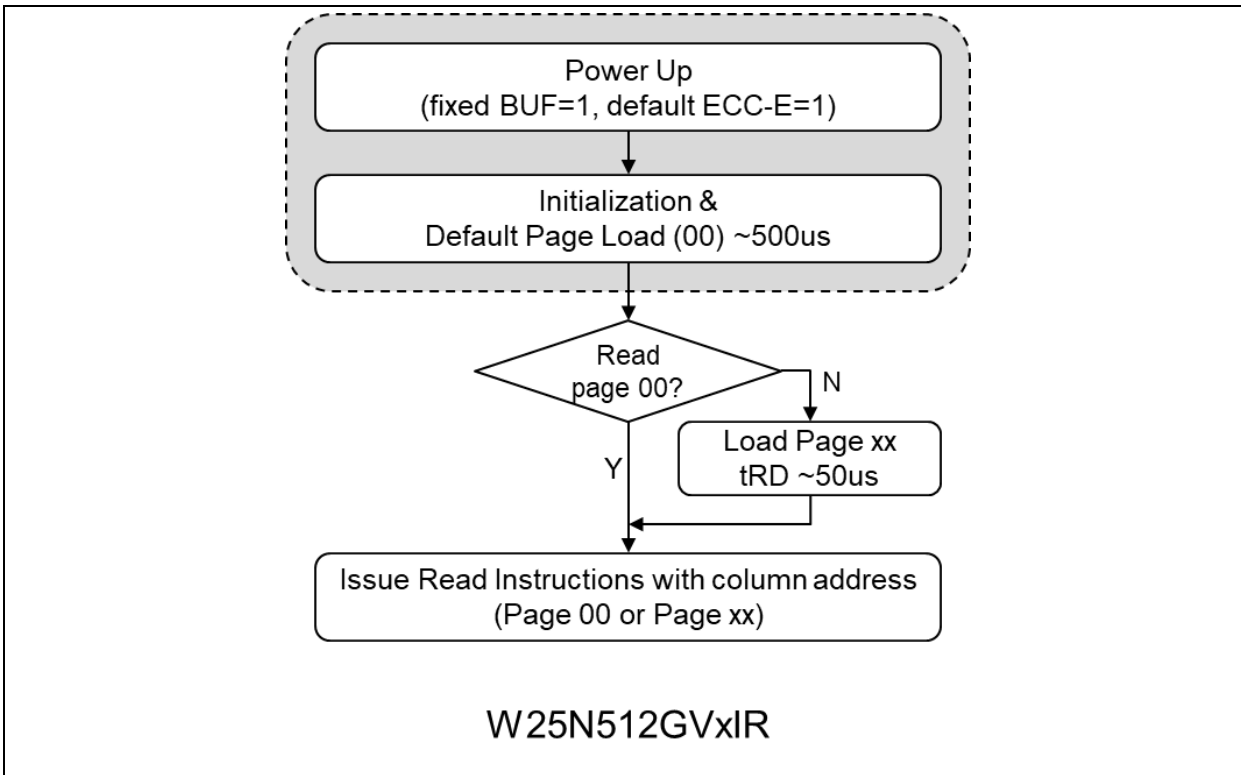 Power Up
(fixed BUF=1, default ECC-E=1)
Initialization &
Default Page Load (00) ~500us
Read
page 00?
N
Load Page xx
tRD ~50us
Y
Issue Read Instructions with column address
(Page 00 or Page xx)
W25N512GVxIR